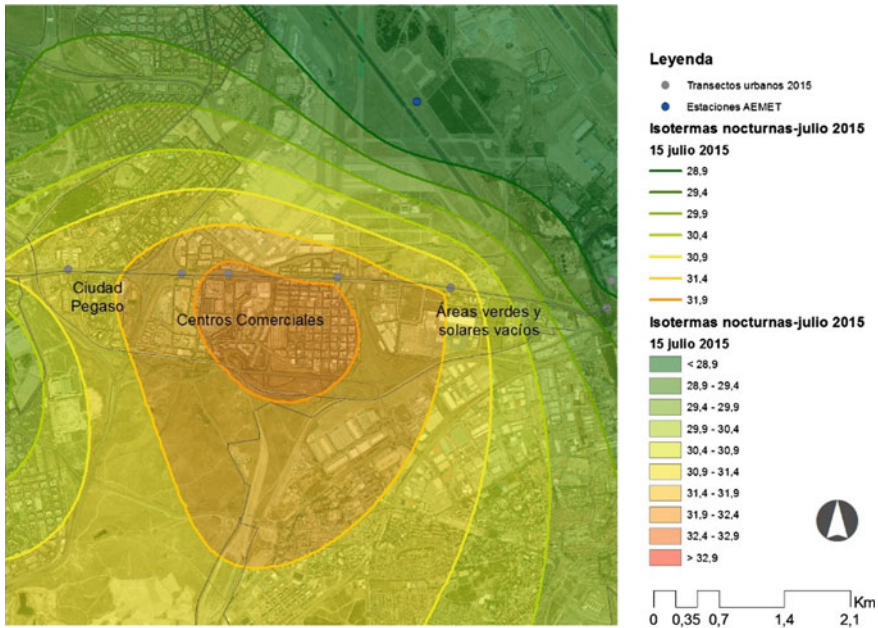 Ciudad
Pegaso
Centros Comerciales
Áreas verdes y
solares vacíos
Leyenda
Transectos urbanos 2015
Estaciones AEMET
Isotermas nocturnas-julio 2015
15 julio 2015
28,9
29,4
29,9
30,4
30,9
31,4
31,9
Isotermas nocturnas-julio 2015
15 julio 2015
< 28,9
28,9 - 29,4
29,4 - 29,9
29,9 - 30,4
30,4 - 30,9
30,9 - 31,4
31,4 - 31,9
31,9 - 32,4
32,4 - 32,9
> 32,9
Km
0 0,35 0,7 1,4 2,1